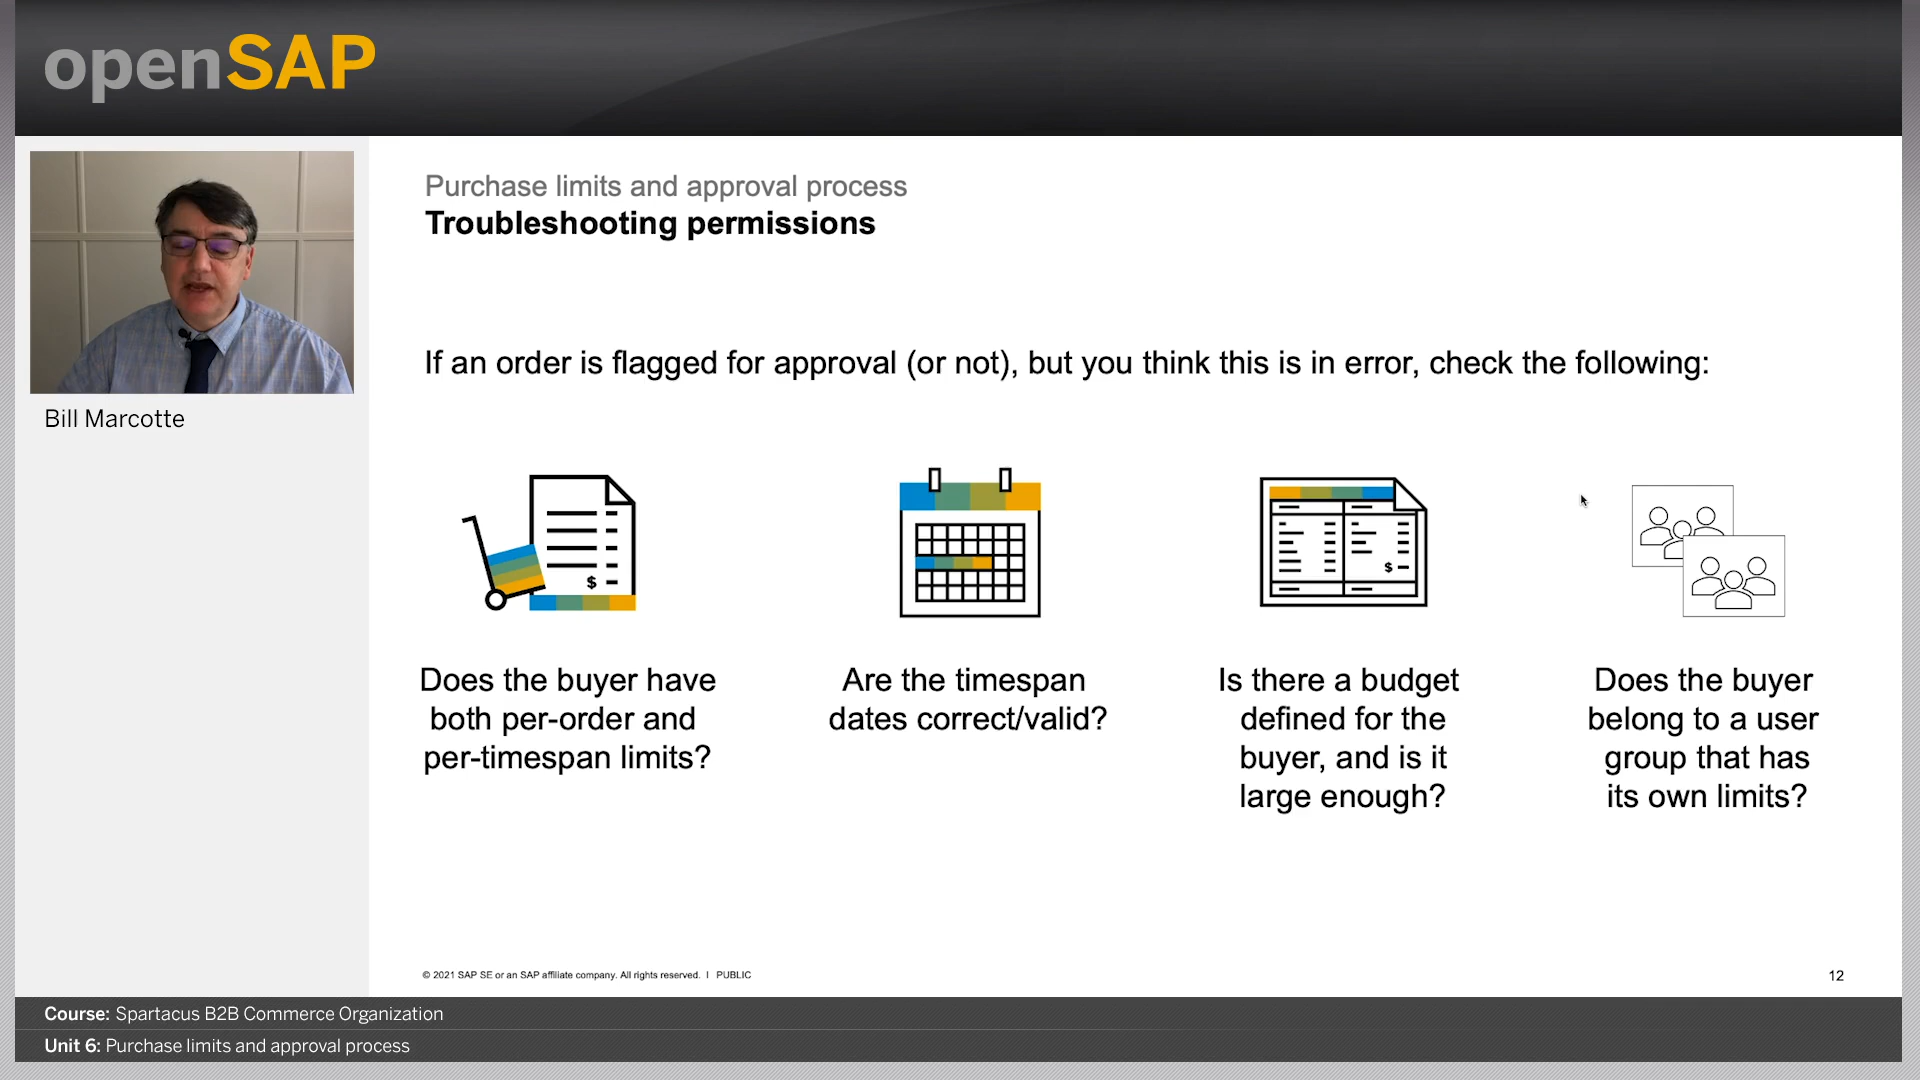 openSAP
Bill Marcotte
Purchase limits and approval process
Troubleshooting permissions
If an order is flagged for approval (or not), but you think this is in error, check the following:
$
$
Does the buyer have
both per-order and
per-timespan limits?
Are the timespan
dates correct/valid?
Is there a budget
defined for the
buyer, and is it
large enough?
Does the buyer
belong to a user
group that has
its own limits?
© 2021 SAP SE or an SAP affiliate company. All rights reserved. I PUBLIC
12
Course: Spartacus B2B Commerce Organization
Unit 6: Purchase limits and approval process